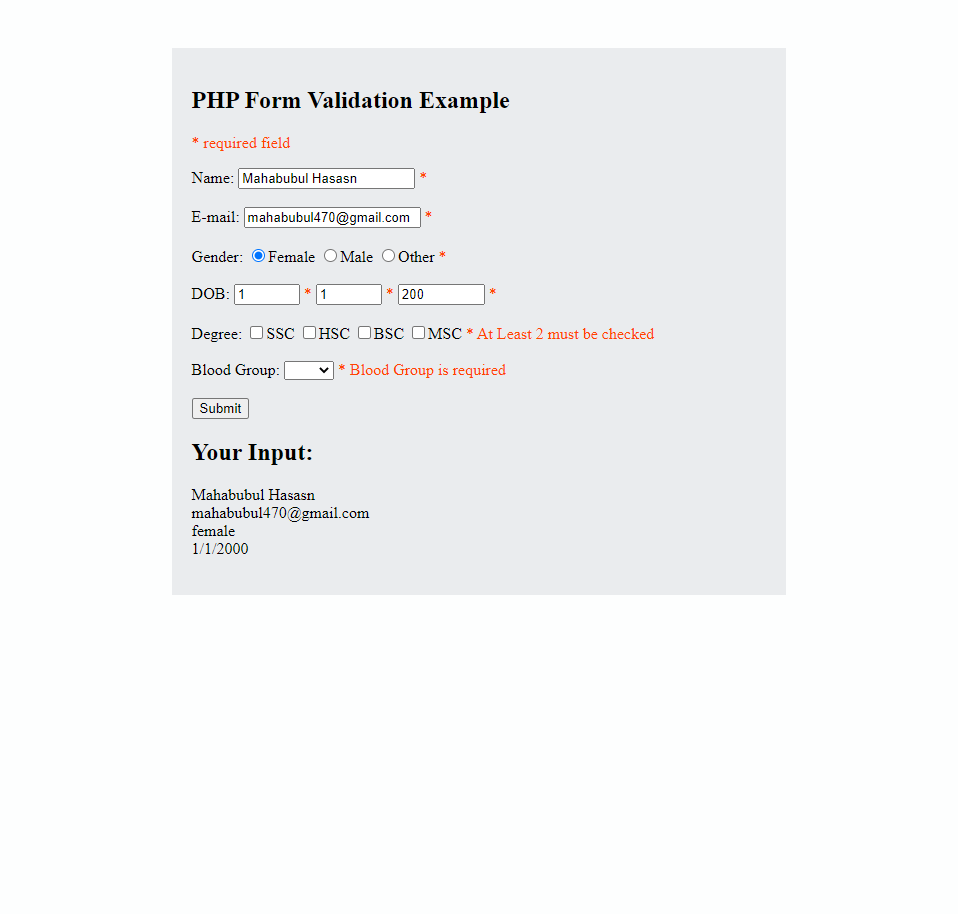 PHP Form Validation Example
* required field
Name: Mahabubul Hasasn *
E-mail: mahabubul470@gmail.com *
Gender: Female Male Other *
DOB: 1 * 1 * 200 *
Degree: SSC HSC BSC MSC * At Least 2 must be checked
Blood Group: * Blood Group is required
Submit
Your Input:
Mahabubul Hasasn
mahabubul470@gmail.com
female
1/1/2000